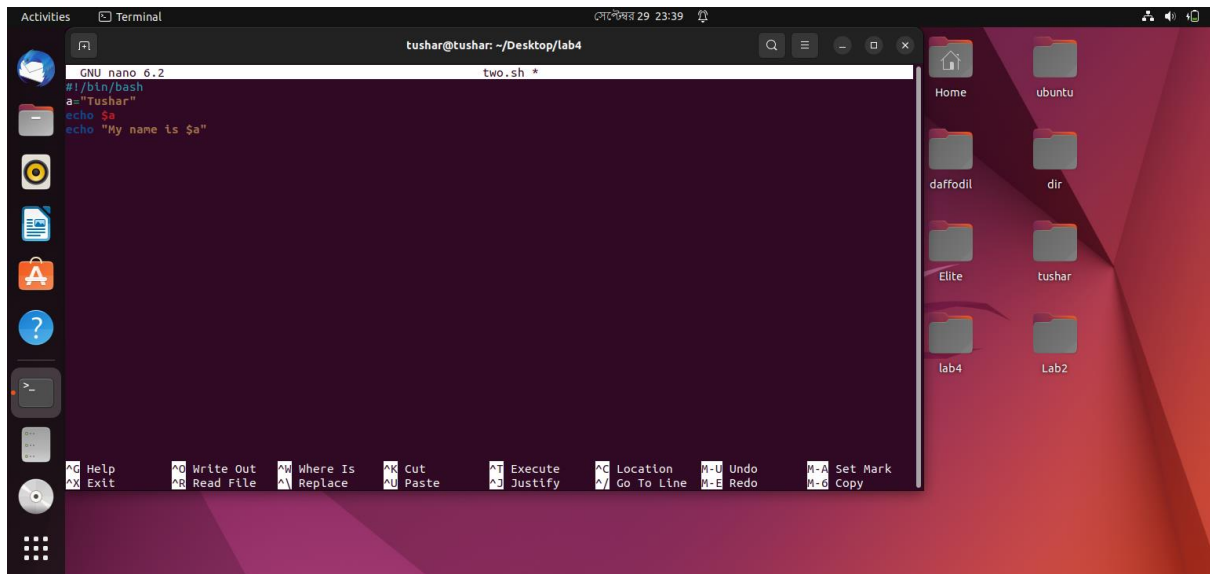 Activities Terminal সেপ্টেম্বর 29 23:39
tushar@tushar: ~/Desktop/lab4
GNU nano 6.2 two.sh *
#!/bin/bash
a="Tushar"
echo $a
echo "My name is $a"
^G Help ^O Write Out ^W Where Is ^K Cut ^T Execute ^C Location M-U Undo M-A Set Mark
^X Exit ^R Read File ^\ Replace ^U Paste ^J Justify ^/ Go To Line M-E Redo M-6 Copy
Home ubuntu
daffodil dir
Elite tushar
lab4 Lab2